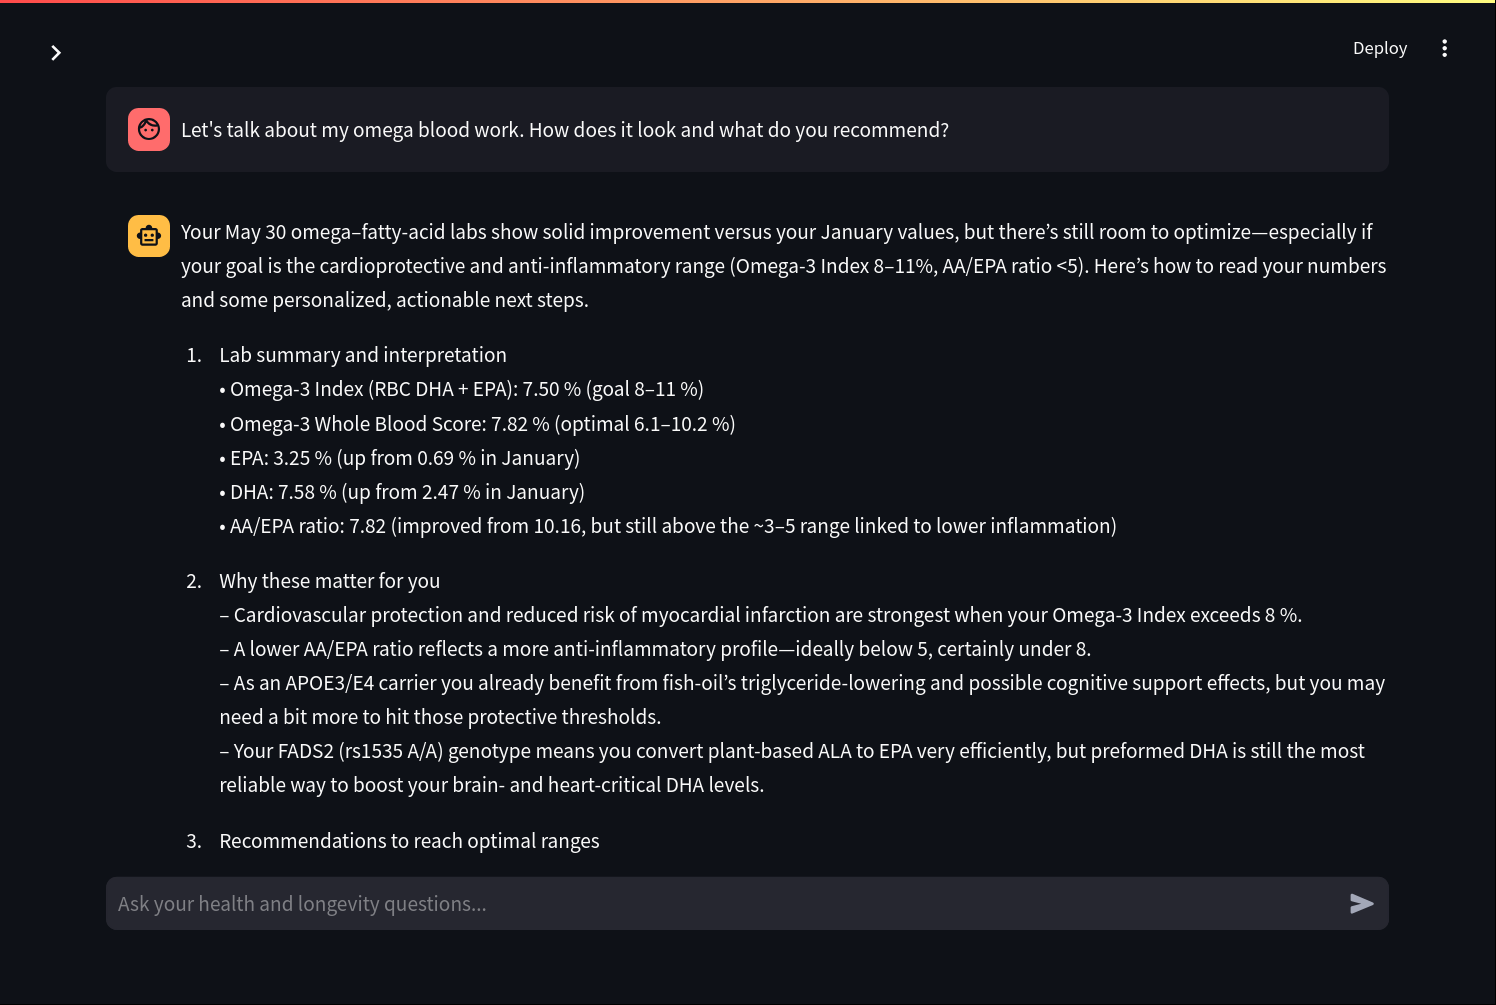 Deploy
Let's talk about my omega blood work. How does it look and what do you recommend?
Your May 30 omega–fatty-acid labs show solid improvement versus your January values, but there’s still room to optimize—especially if
your goal is the cardioprotective and anti-inflammatory range (Omega-3 Index 8–11%, AA/EPA ratio <5). Here’s how to read your numbers
and some personalized, actionable next steps.
1. Lab summary and interpretation
• Omega-3 Index (RBC DHA + EPA): 7.50 % (goal 8–11 %)
• Omega-3 Whole Blood Score: 7.82 % (optimal 6.1–10.2 %)
• EPA: 3.25 % (up from 0.69 % in January)
• DHA: 7.58 % (up from 2.47 % in January)
• AA/EPA ratio: 7.82 (improved from 10.16, but still above the ~3–5 range linked to lower inflammation)
2. Why these matter for you
– Cardiovascular protection and reduced risk of myocardial infarction are strongest when your Omega-3 Index exceeds 8 %.
– A lower AA/EPA ratio reflects a more anti-inflammatory profile—ideally below 5, certainly under 8.
– As an APOE3/E4 carrier you already benefit from fish-oil’s triglyceride-lowering and possible cognitive support effects, but you may
need a bit more to hit those protective thresholds.
– Your FADS2 (rs1535 A/A) genotype means you convert plant-based ALA to EPA very efficiently, but preformed DHA is still the most
reliable way to boost your brain- and heart-critical DHA levels.
3. Recommendations to reach optimal ranges
Ask your health and longevity questions...